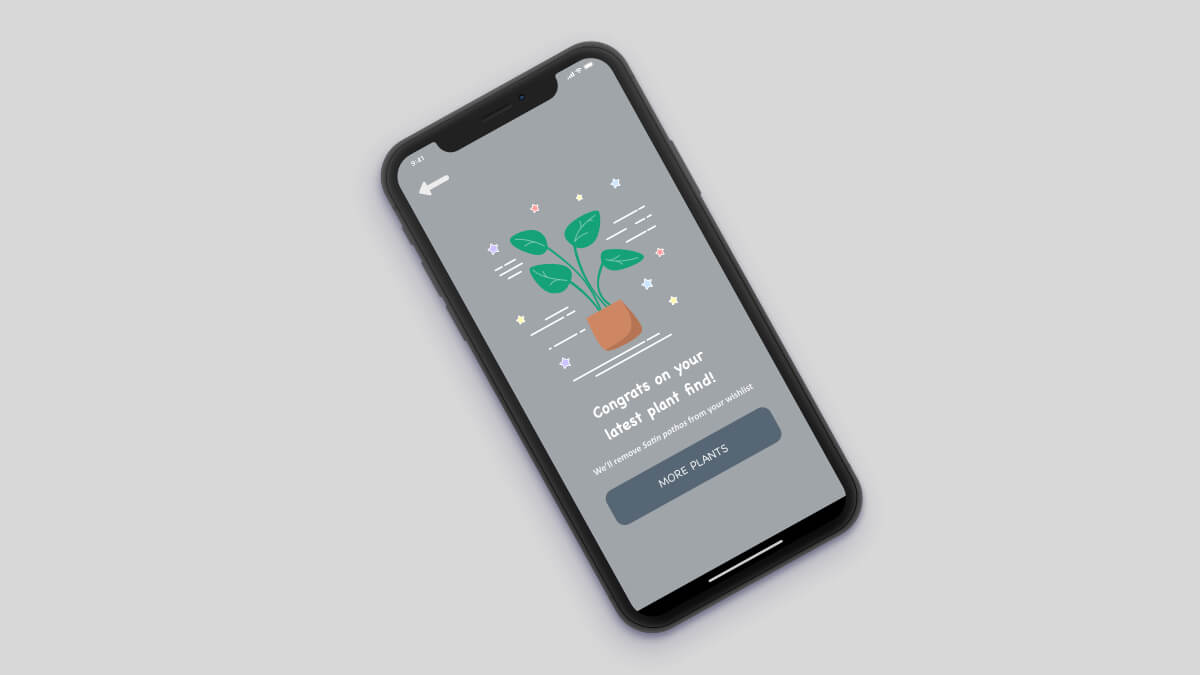 9:41
Congrats on your
latest plant find!
We'll remove Satin pothos from your wishlist
MORE PLANTS